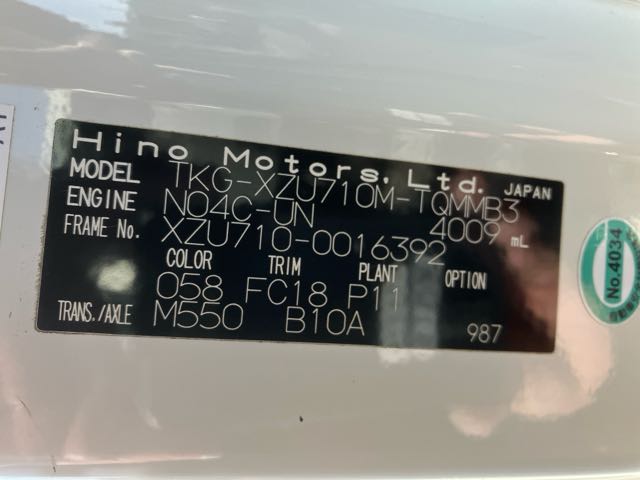 Hino Motors, Ltd. JAPAN
MODEL TKG-XZU710M-TQMMB3
ENGINE N04C-UN 4009 mL
FRAME No. XZU710-0016392
COLOR TRIM PLANT OPTION
058 FC18 P11
TRANS./AXLE M550 B10A 987
No.4034